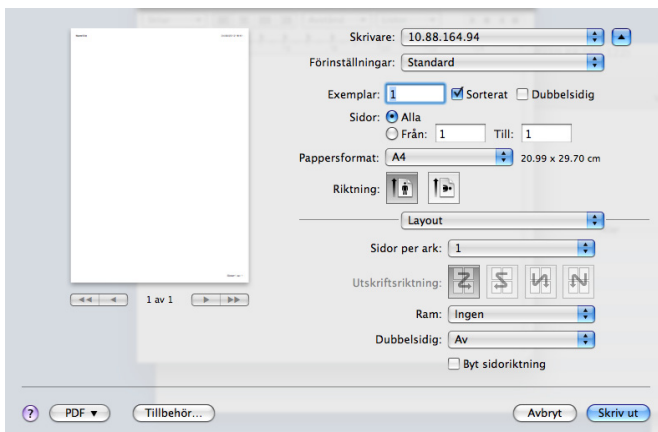 Skrivare: 10.88.164.94
Förinställningar: Standard
Exemplar: 1 Sorterat Dubbelsidig
Sidor: Alla
Från: 1 Till: 1
Pappersformat: A4 20.99 x 29.70 cm
Riktning:
Layout
Sidor per ark: 1
Utskriftsriktning:
1 av 1
Ram: Ingen
Dubbelsidig: Av
Byt sidoriktning
? PDF Tillbehör... Avbryt Skriv ut